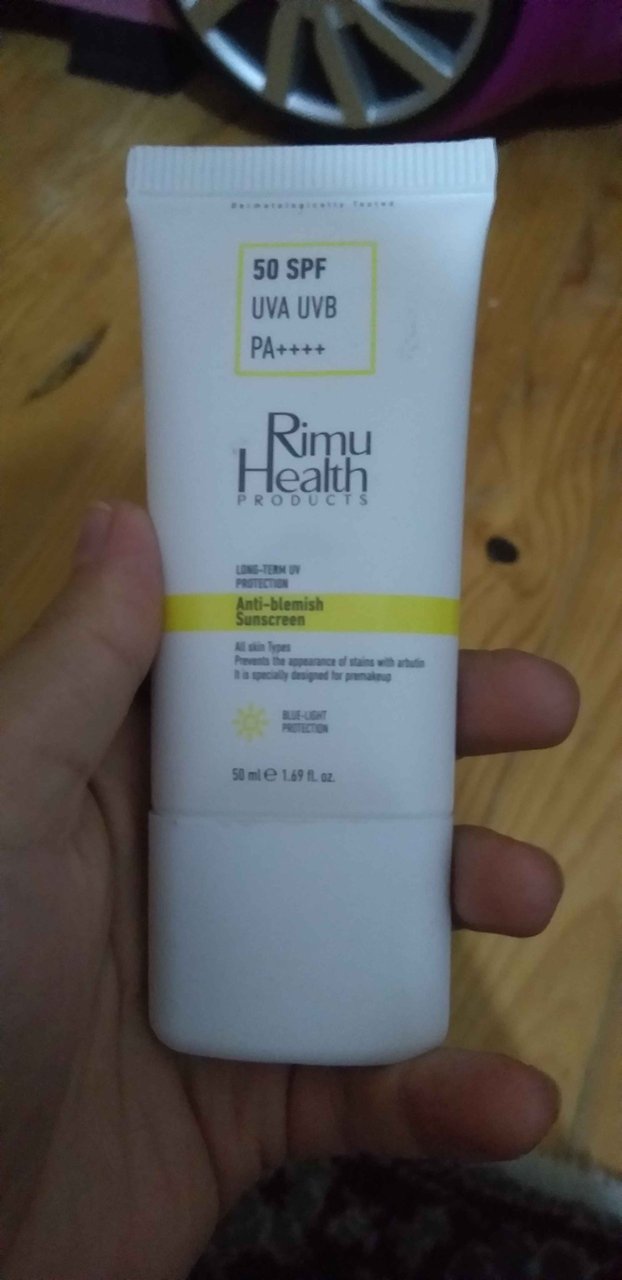 Dermatologically Tested
50 SPF
UVA UVB
PA++++
Rimu
Health
PRODUCTS
LONG-TERM UV
PROTECTION
Anti-blemish
Sunscreen
All skin Types
Prevents the appearance of stains with arbutin
It is specially designed for premakeup
BLUE-LIGHT
PROTECTION
50 ml ℮ 1.69 fl. oz.